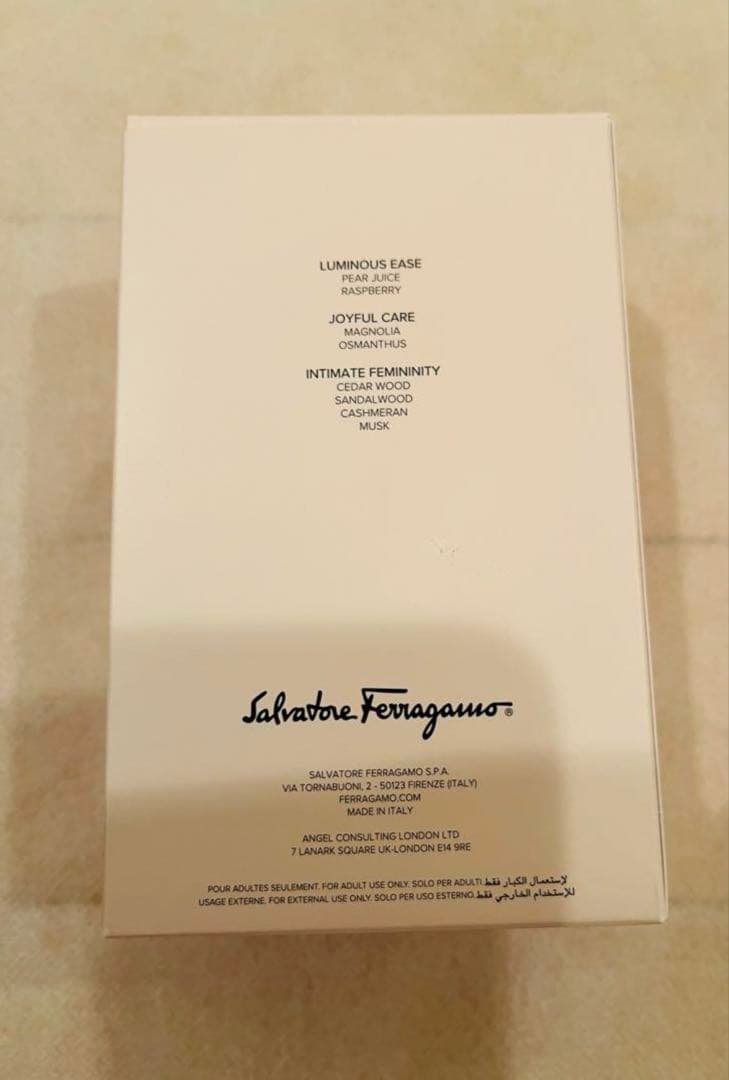 LUMINOUS EASE
PEAR JUICE
RASPBERRY
JOYFUL CARE
MAGNOLIA
OSMANTHUS
INTIMATE FEMININITY
CEDAR WOOD
SANDALWOOD
CASHMERAN
MUSK
Salvatore Ferragamo®
SALVATORE FERRAGAMO S.P.A.
VIA TORNABUONI, 2 - 50123 FIRENZE (ITALY)
FERRAGAMO.COM
MADE IN ITALY
ANGEL CONSULTING LONDON LTD
7 LANARK SQUARE UK-LONDON E14 9RE
POUR ADULTES SEULEMENT. FOR ADULT USE ONLY. SOLO PER ADULTI. لإستعمال الكبار فقط
USAGE EXTERNE. FOR EXTERNAL USE ONLY. SOLO PER USO ESTERNO. للإستخدام الخارجي فقط